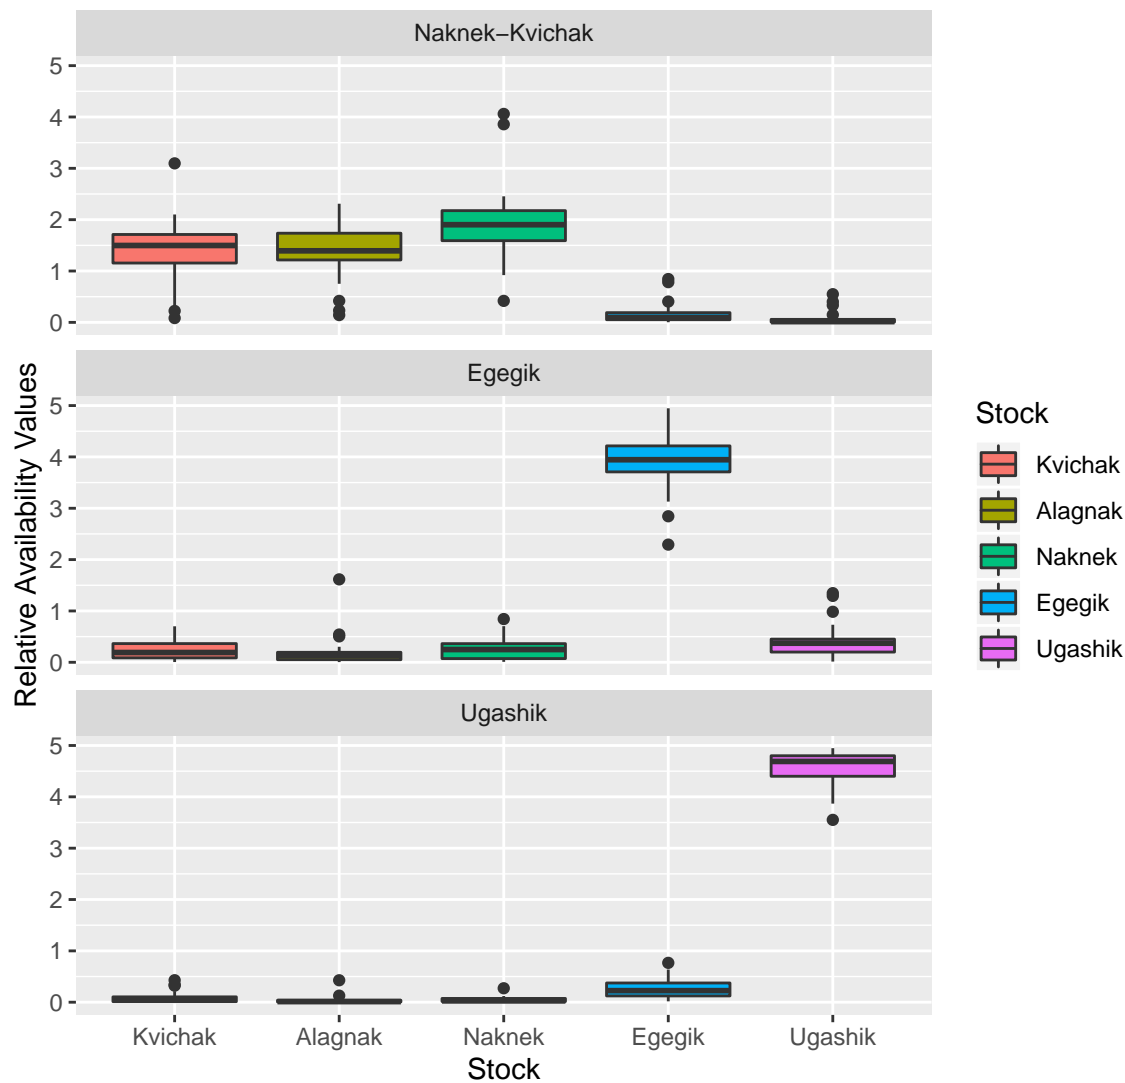 Naknek−Kvichak
5
4
3
2
1
0
Egegik
5
4
3
2
1
0
Ugashik
5
4
3
2
1
0
Kvichak Alagnak Naknek Egegik Ugashik
Stock
Relative Availability Values
Stock
Kvichak
Alagnak
Naknek
Egegik
Ugashik